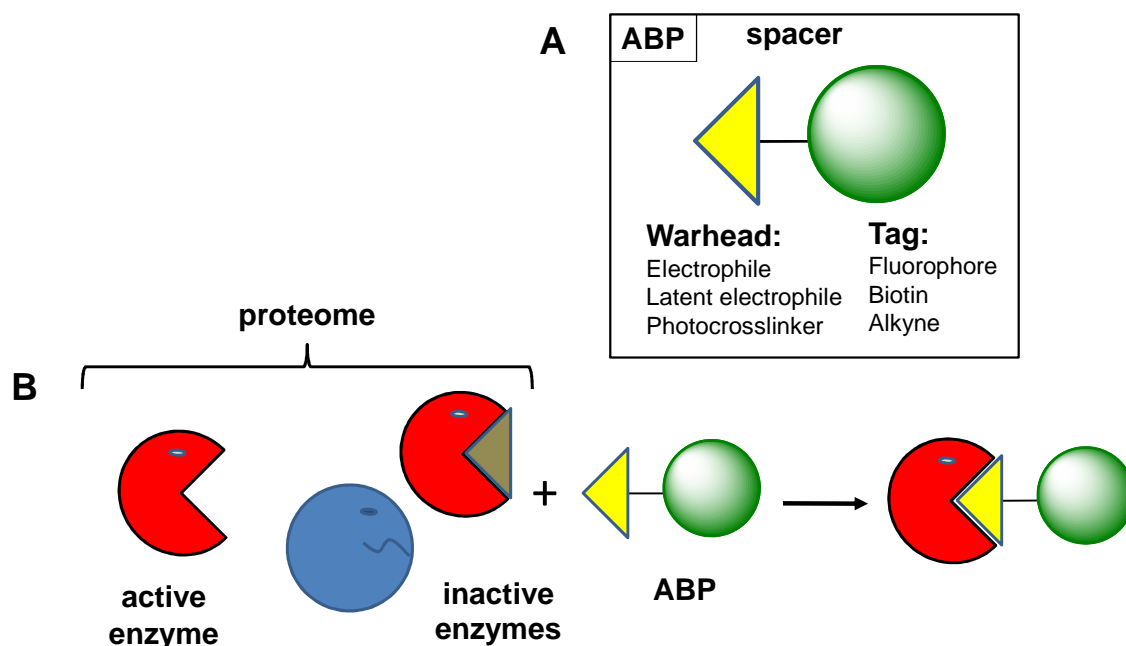 A
ABP
spacer
Warhead:
Electrophile
Latent electrophile
Photocrosslinker
Tag:
Fluorophore
Biotin
Alkyne
proteome
B
+
active
enzyme
inactive
enzymes
ABP